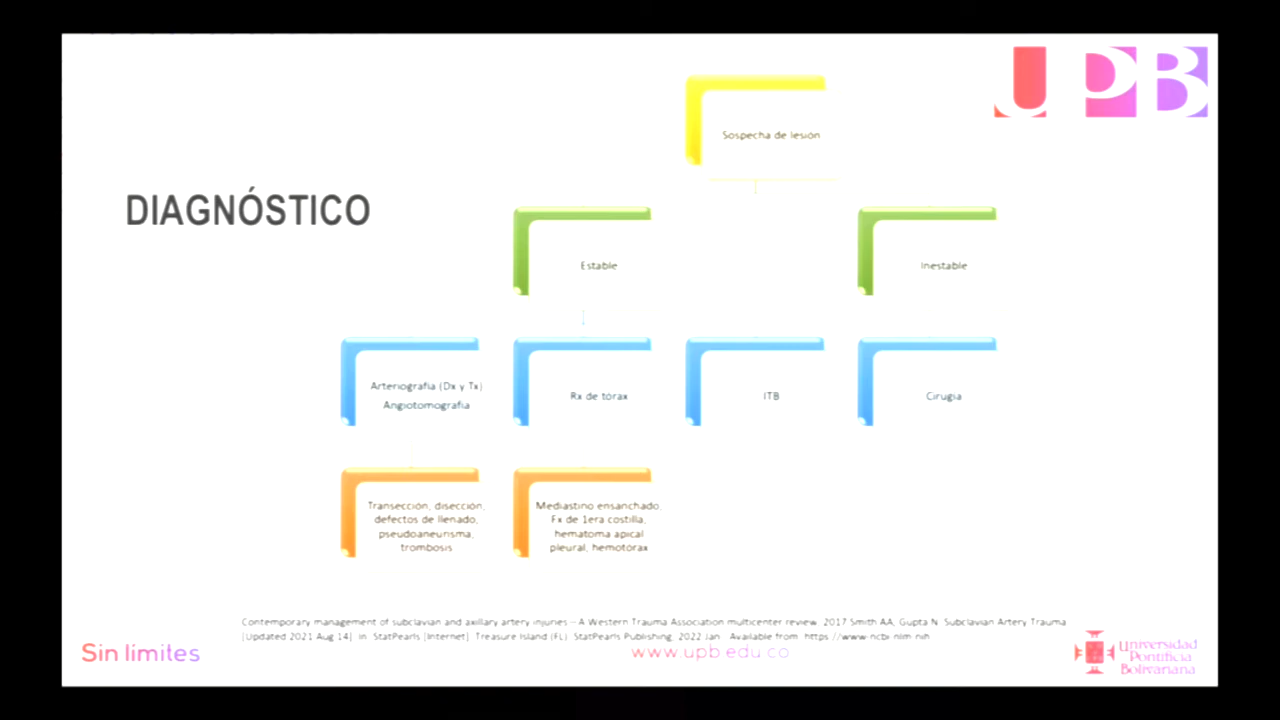 UPB
Sospecha de lesión
DIAGNÓSTICO
Estable
Inestable
Arteriografía (Dx y Tx)
Angiotomografía
Rx de tórax
ITB
Cirugía
Transección, disección,
defectos de llenado,
pseudoaneurisma,
trombosis
Mediastino ensanchado,
Fx de 1era costilla,
hematoma apical
pleural, hemotórax
Contemporary management of subclavian and axillary artery injuries – A Western Trauma Association multicenter review. 2017 Smith AA, Gupta N. Subclavian Artery Trauma
[Updated 2021 Aug 14]. In: StatPearls [Internet]. Treasure Island (FL): StatPearls Publishing; 2022 Jan-. Available from: https://www.ncbi.nlm.nih
Sin limites
www.upb.edu.co
Universidad
Pontificia
Bolivariana